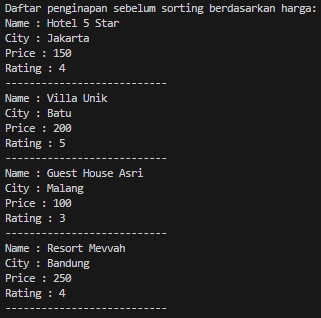 Daftar penginapan sebelum sorting berdasarkan harga:
Name : Hotel 5 Star
City : Jakarta
Price : 150
Rating : 4
---------------------------
Name : Villa Unik
City : Batu
Price : 200
Rating : 5
---------------------------
Name : Guest House Asri
City : Malang
Price : 100
Rating : 3
---------------------------
Name : Resort Mevvah
City : Bandung
Price : 250
Rating : 4
---------------------------